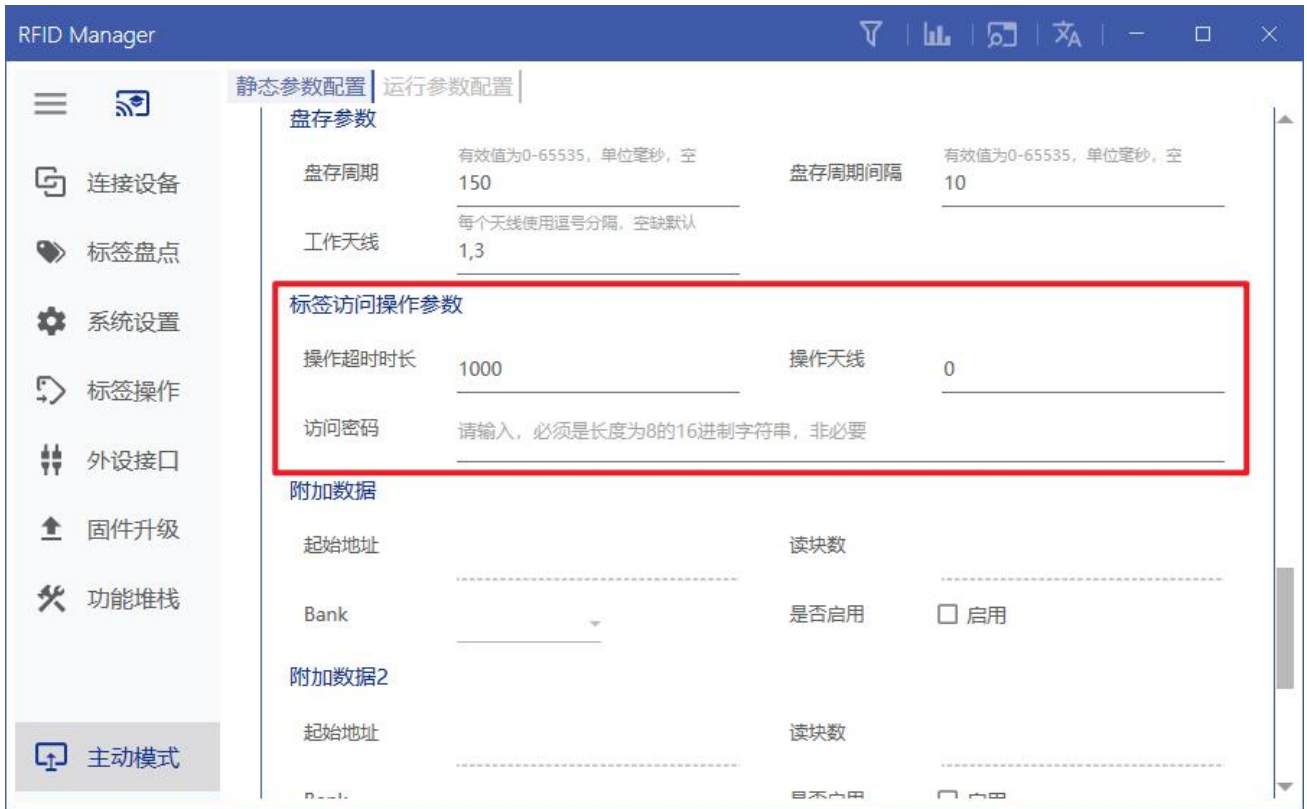 RFID Manager
静态参数配置 运行参数配置
盘存参数
连接设备
标签盘点
系统设置
标签操作
外设接口
固件升级
功能堆栈
主动模式
盘存周期 有效值为0-65535，单位毫秒，空
150
盘存周期间隔 有效值为0-65535，单位毫秒，空
10
工作天线 每个天线使用逗号分隔，空缺默认
1,3
标签访问操作参数
操作超时时长 1000 操作天线 0
访问密码 请输入，必须是长度为8的16进制字符串，非必要
附加数据
起始地址 读块数
Bank 是否启用 启用
附加数据2
起始地址 读块数